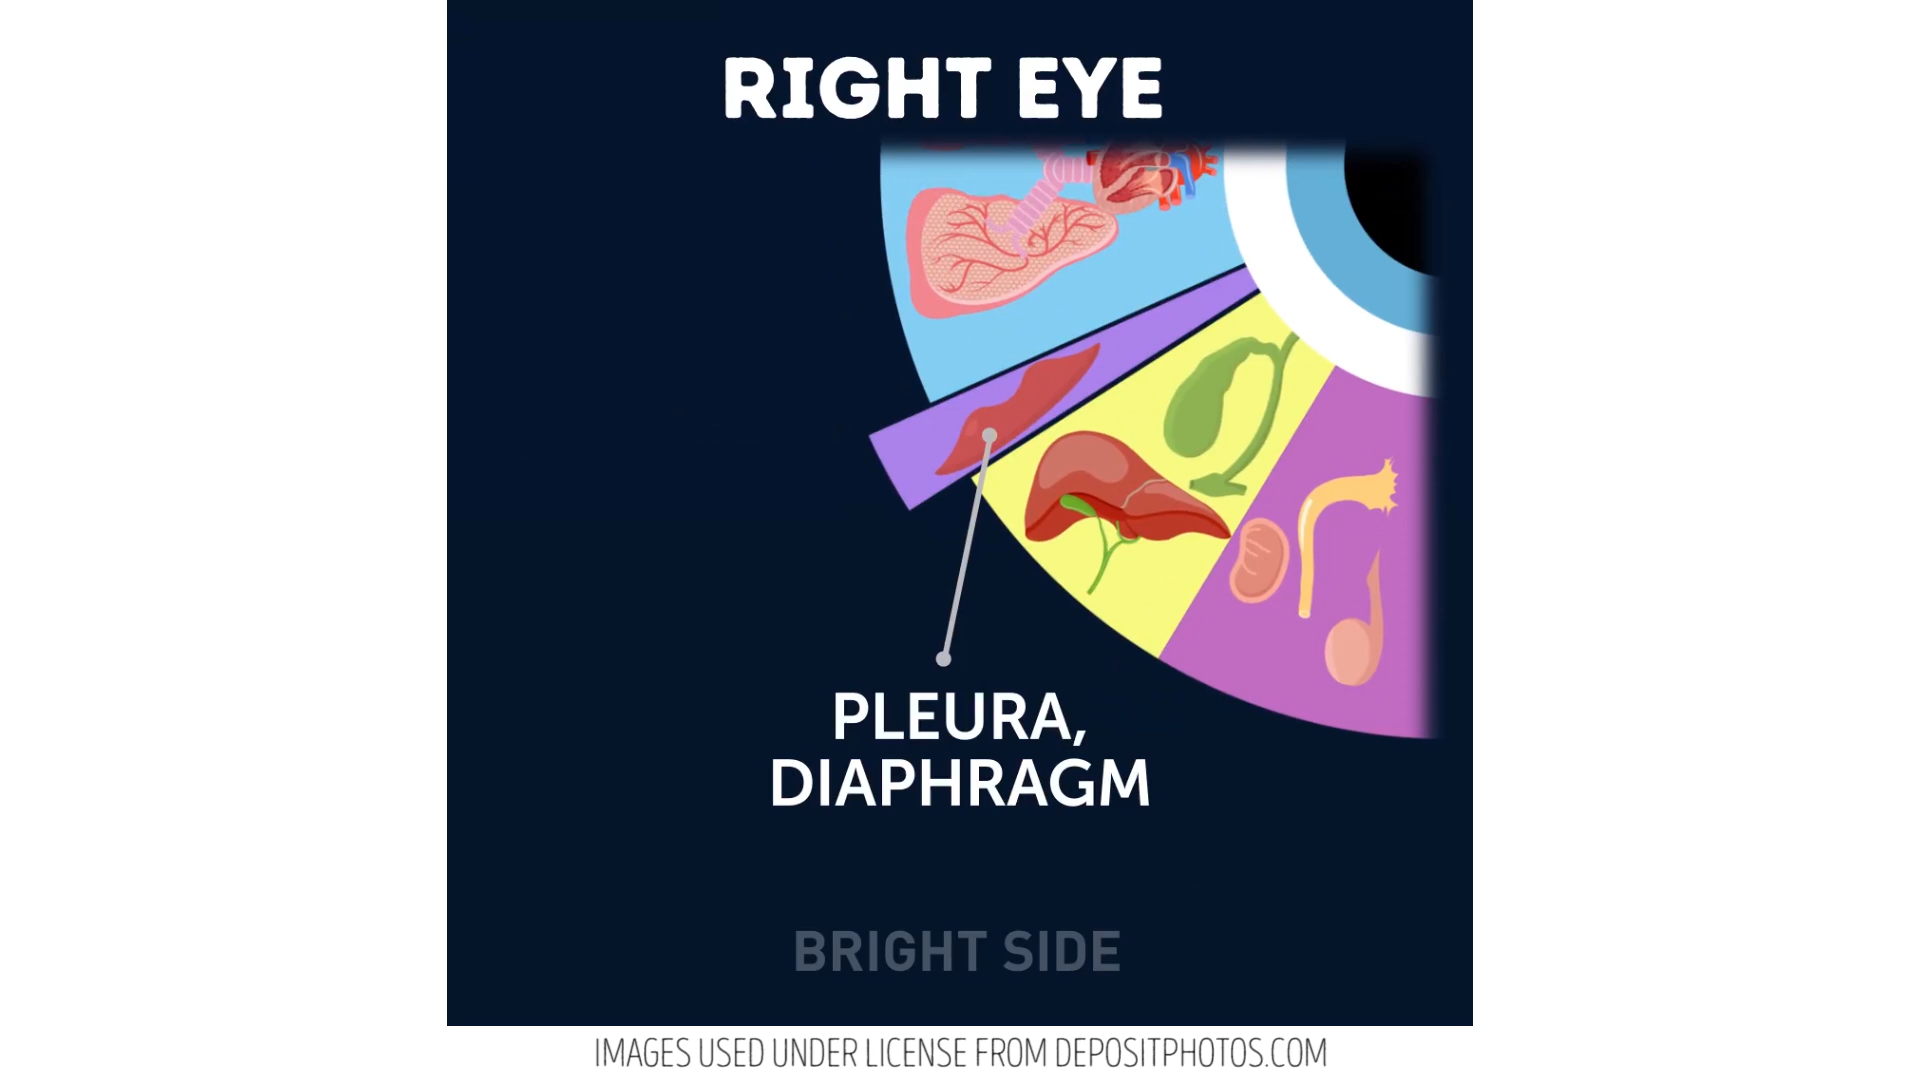 RIGHT EYE
PLEURA,
DIAPHRAGM
BRIGHT SIDE
IMAGES USED UNDER LICENSE FROM DEPOSITPHOTOS.COM